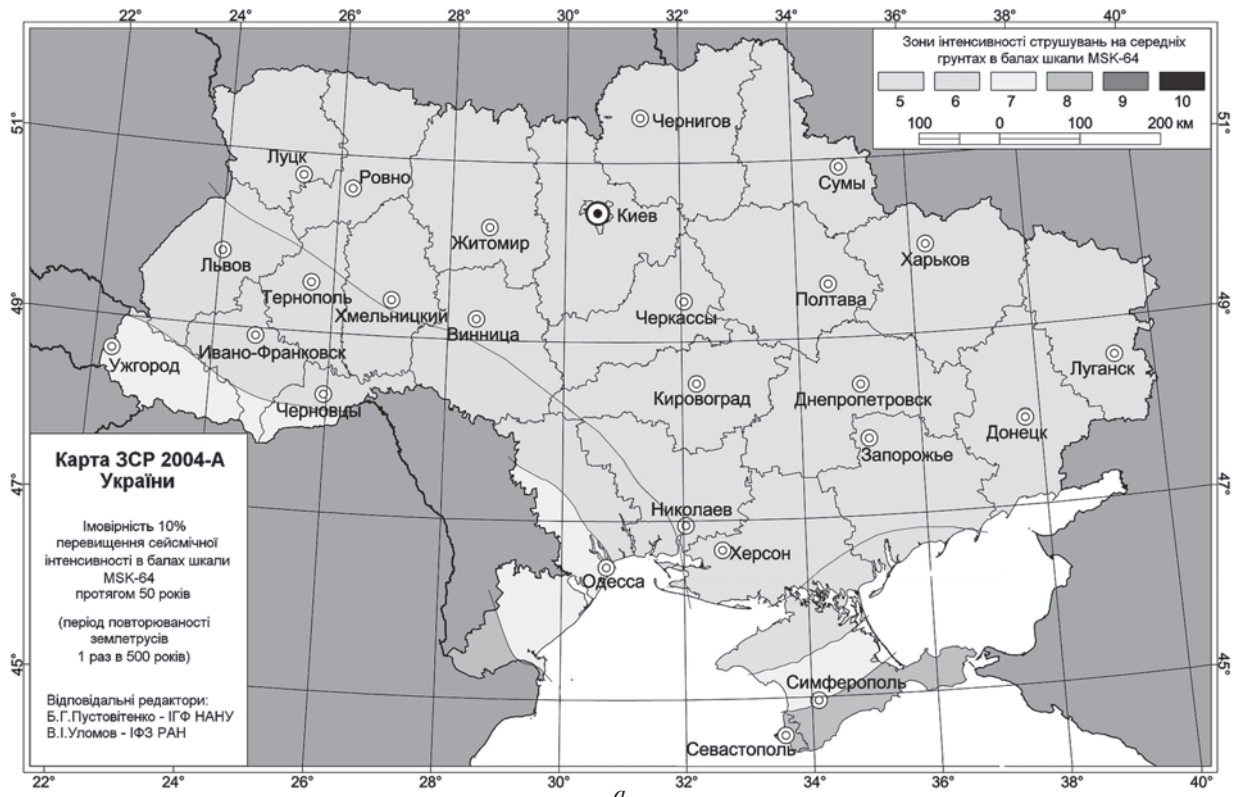 22° 24° 26° 28° 30° 32° 34° 36° 38° 40°
Зони інтенсивності струшувань на середніх
грунтах в балах шкали MSK-64
5 6 7 8 9 10
100 0 100 200 км
51° 51°
Чернигов
Луцк
Ровно
Сумы
Киев
Житомир
Харьков
Львов
Тернополь
Полтава
49° 49°
Хмельницкий
Черкассы
Винница
Ивано-Франковск
Ужгород
Луганск
Кировоград
Днепропетровск
Черновцы
Донецк
Запорожье
Карта ЗСР 2004-А
України
47° 47°
Николаев
Імовірність 10%
перевищення сейсмічної
інтенсивності в балах шкали
MSK-64
протягом 50 років
Херсон
Одесса
(період повторюваності
землетрусів
1 раз в 500 років)
45° 45°
Симферополь
Відповідальні редактори:
Б.Г.Пустовітенко - ІГФ НАНУ
В.І.Уломов - ІФЗ РАН
Севастополь
22° 24° 26° 28° 30° 32° 34° 36° 38° 40°
а